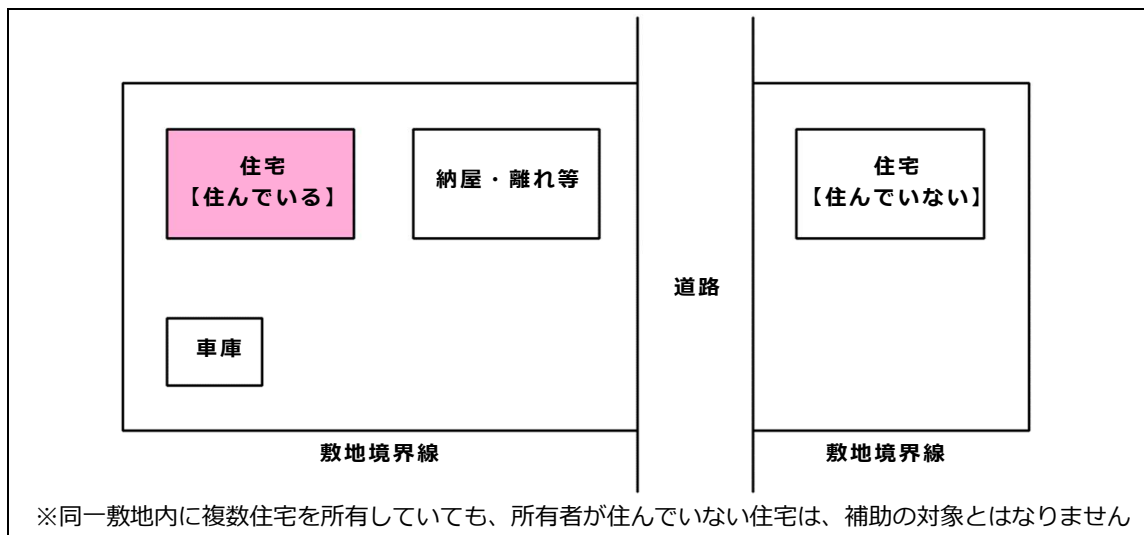 住宅
【住んでいる】
納屋・離れ等
住宅
【住んでいない】
道路
車庫
敷地境界線
敷地境界線
※同一敷地内に複数住宅を所有していても、所有者が住んでいない住宅は、補助の対象とはなりません